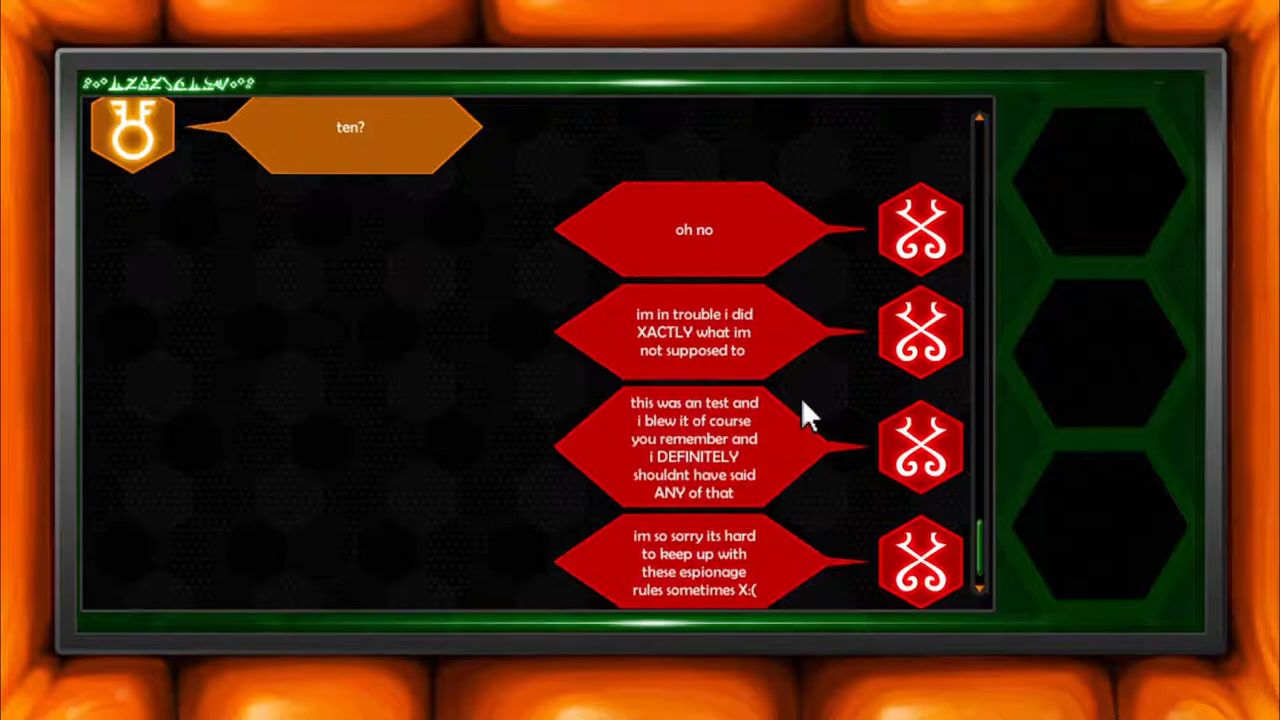 ten?
oh no
im in trouble i did
XACTLY what im
not supposed to
this was an test and
i blew it of course
you remember and
i DEFINITELY
shouldnt have said
ANY of that
im so sorry its hard
to keep up with
these espionage
rules sometimes X:(